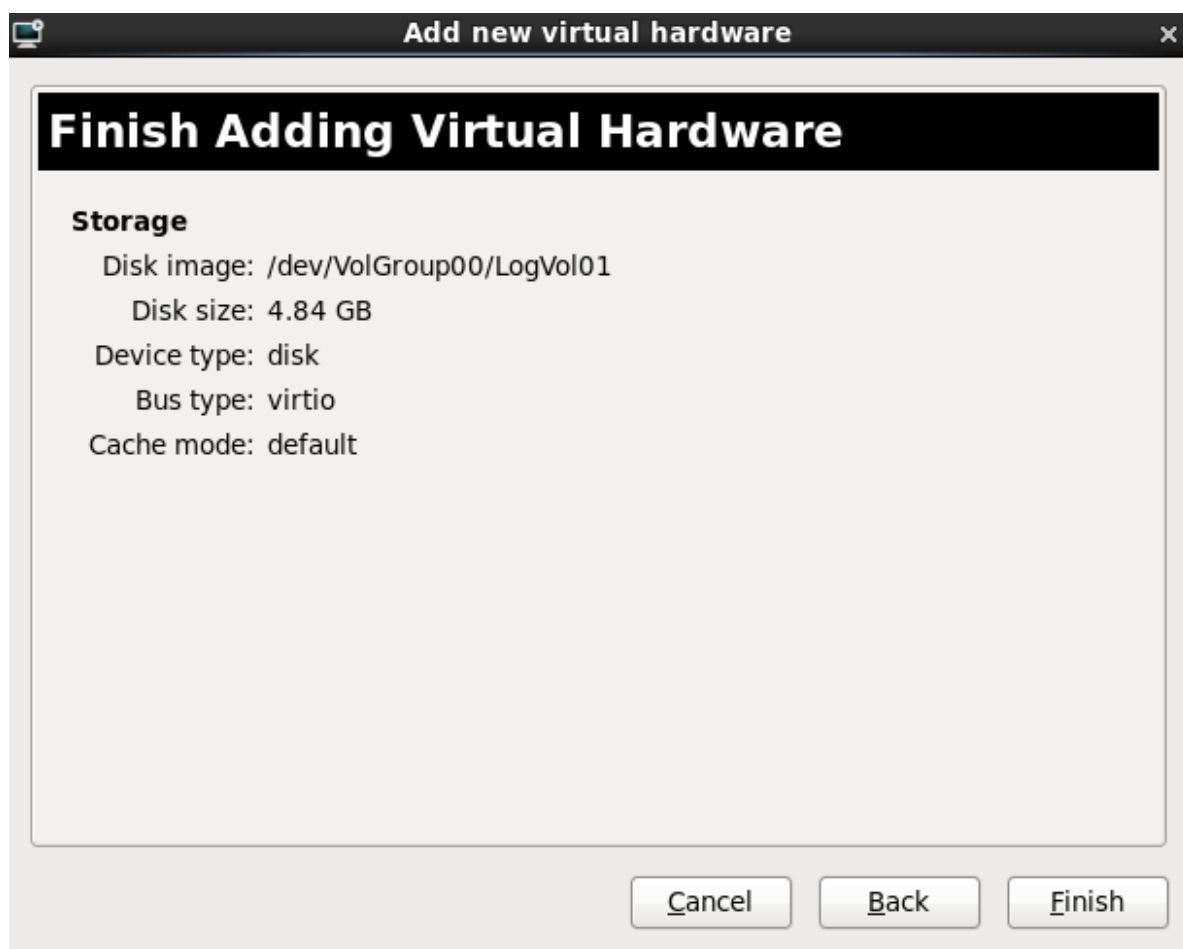 Add new virtual hardware
Finish Adding Virtual Hardware
Storage
Disk image: /dev/VolGroup00/LogVol01
Disk size: 4.84 GB
Device type: disk
Bus type: virtio
Cache mode: default
Cancel Back Finish